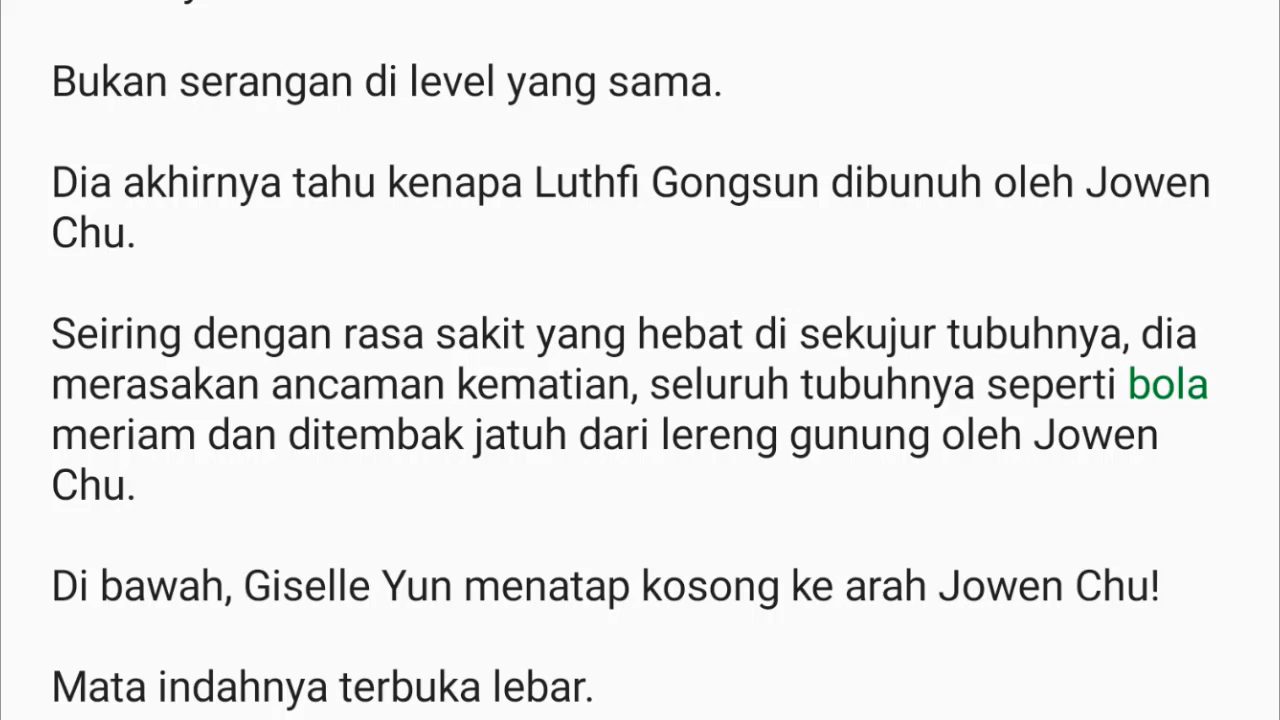 Bukan serangan di level yang sama.
Dia akhirnya tahu kenapa Luthfi Gongsun dibunuh oleh Jowen
Chu.
Seiring dengan rasa sakit yang hebat di sekujur tubuhnya, dia
merasakan ancaman kematian, seluruh tubuhnya seperti bola
meriam dan ditembak jatuh dari lereng gunung oleh Jowen
Chu.
Di bawah, Giselle Yun menatap kosong ke arah Jowen Chu!
Mata indahnya terbuka lebar.